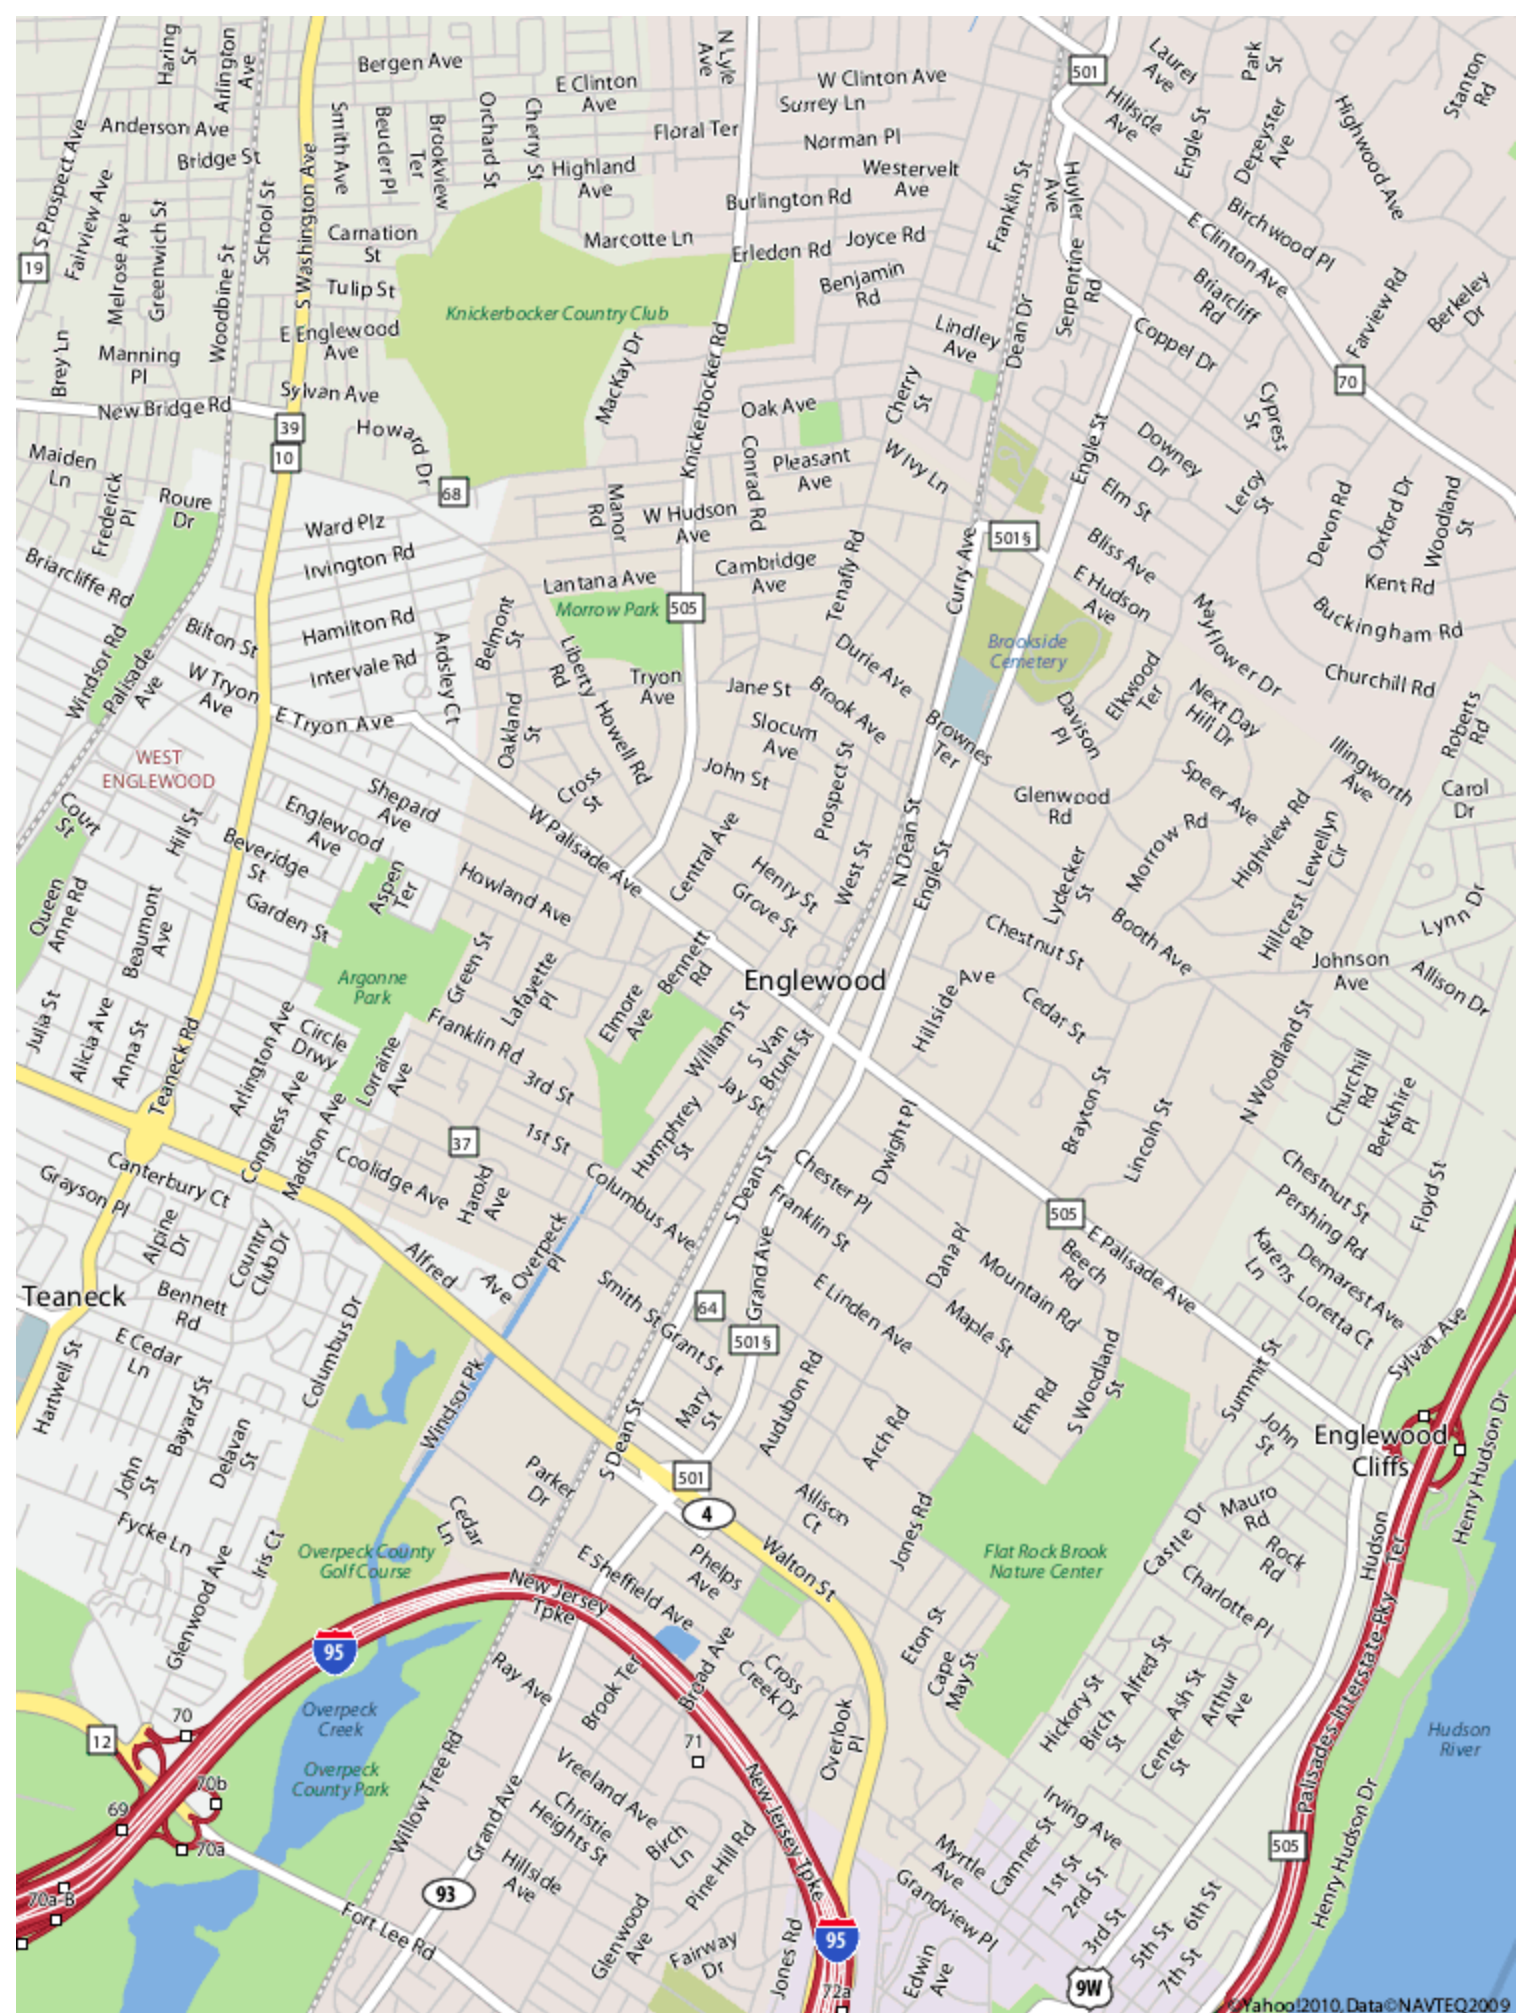 Haring
St
Arlington
Ave
Bergen Ave
N Lyle
Ave
E Clinton
Ave
W Clinton Ave
501
Laurel
Ave
Park
St
Stanton
Rd
Surrey Ln
Hillside
Ave
Engle St
Depeyster
Ave
Highwood Ave
S Prospect Ave
Anderson Ave
Bridge St
Smith Ave
Beuder Pl
Brookview
Ter
Orchard St
Cherry St
Floral Ter
Norman Pl
Highland
Ave
Westervelt
Ave
Burlington Rd
Franklin St
Huyler
Ave
Birchwood Pl
E Clinton Ave
Fairview Ave
Melrose Ave
Greenwich St
Woodbine St
School St
S Washington Ave
Carnation
St
Marcotte Ln
Erledon Rd
Joyce Rd
19
Tulip St
Knickerbocker Country Club
Benjamin
Rd
Serpentine
Rd
Briarcliff
Rd
Farview Rd
Berkeley
Dr
Brey Ln
Manning
Pl
E Englewood
Ave
MacKay Dr
Knickerbocker Rd
Lindley
Ave
Dean Dr
Coppel Dr
70
New Bridge Rd
Sylvan Ave
39
10
Howard Dr
Oak Ave
Cherry
St
Cypress
St
Maiden
Ln
Frederick
Pl
Roure
Dr
68
Conrad Rd
Pleasant
Ave
W Ivy Ln
Engle St
Downey
Dr
Elm St
Leroy
St
Devon Rd
Oxford Dr
Woodland
St
Ward Plz
Manor
Rd
W Hudson
Ave
501§
Bliss Ave
Briarcliffe Rd
Irvington Rd
Lantana Ave
Cambridge
Ave
Tenafly Rd
Curry Ave
E Hudson
Ave
Kent Rd
Morrow Park
505
Buckingham Rd
Windsor Rd
Palisade
Ave
Bilton St
Hamilton Rd
Belmont
St
Liberty
Rd
Durie Ave
Brookside
Cemetery
Mayflower Dr
W Tryon
Ave
Intervale Rd
Ardsley Ct
Tryon
Ave
Jane St
Brook Ave
Elkwood
Ter
Churchill Rd
E Tryon Ave
Oakland
St
Howell Rd
Slocum
Ave
Brownes
Ter
Davison
Pl
Next Day
Hill Dr
Illingworth
Ave
Roberts
Rd
WEST
ENGLEWOOD
Cross
St
John St
Prospect St
Glenwood
Rd
Speer Ave
Carol
Dr
Court
St
Hill St
Englewood
Ave
Shepard
Ave
W Palisade Ave
Central Ave
N Dean St
Morrow Rd
Highview Rd
Llewellyn
Cir
Beveridge
St
Aspen
Ter
Howland Ave
Henry St
Grove St
West St
Engle St
Lydecker
St
Booth Ave
Hillcrest
Rd
Lynn Dr
Queen
Anne Rd
Beaumont
Ave
Garden St
Argonne
Park
Green St
Lafayette
Pl
Bennett
Rd
Englewood
Chestnut St
Johnson
Ave
Allison Dr
Julia St
Alicia Ave
Anna St
Teaneck Rd
Arlington Ave
Circle
Drwy
Lorraine
Ave
Franklin Rd
Elmore
Ave
William St
S Van
Brunt St
Hillside Ave
Cedar St
N Woodland St
Churchill
Rd
Berkshire
Pl
Congress Ave
Madison Ave
3rd St
Jay St
Humphrey
St
Brayton St
Lincoln St
Canterbury Ct
Grayson Pl
37
1st St
Coolidge Ave
Harold
Ave
Columbus Ave
S Dean St
Chester Pl
Dwight Pl
Franklin St
505
Chestnut St
Pershing Rd
Floyd St
Alpine
Dr
Country
Club Dr
Alfred
Ave
Overpeck
Pl
Grand Ave
Dana Pl
Beech
Rd
E Palisade Ave
Karens
Ln
Demarest Ave
Teaneck
Bennett
Rd
Smith St
64
501§
E Linden Ave
Mountain Rd
Loretta Ct
E Cedar
Ln
Columbus Dr
Grant St
Maple St
Sylvan Ave
Hartwell St
Bayard St
Windsor Pk
Mary
St
Audubon Rd
Elm Rd
S Woodland
St
Summit St
Delavan
St
S Dean St
Arch Rd
John
St
Englewood
Cliffs
Henry Hudson Dr
John
St
Parker
Dr
501
4
Allison
Ct
Jones Rd
Mauro
Rd
Fycke Ln
Cedar
Ln
Castle Dr
Rock
Rd
Hudson
Ter
Iris Ct
Overpeck County
Golf Course
E Sheffield Ave
Phelps
Ave
Walton St
Flat Rock Brook
Nature Center
Charlotte Pl
Glenwood Ave
New Jersey
Tpke
95
Eton St
Cape
May St
Alfred St
Ash St
Arthur
Ave
Palisades Interstate Pky
Ray Ave
Brook Ter
Broad Ave
Cross
Creek Dr
Overlook
Pl
Hickory St
Birch
St
Center
St
Overpeck
Creek
70
12
Hudson
River
71
Overpeck
County Park
70b
69
70a
Willow Tree Rd
Grand Ave
Vreeland Ave
Christie
Heights St
New Jersey Tpke
Birch
Ln
Pine Hill Rd
Irving Ave
505
Henry Hudson Dr
Hillside
Ave
Myrtle
Ave
Camner St
1st St
2nd St
70a-B
93
Fort Lee Rd
Glenwood
Ave
Fairway
Dr
Jones Rd
95
Grandview Pl
Edwin
Ave
3rd St
5th St
6th St
7th St
9W
72a
©Yahoo!2010, Data©NAVTEQ2009